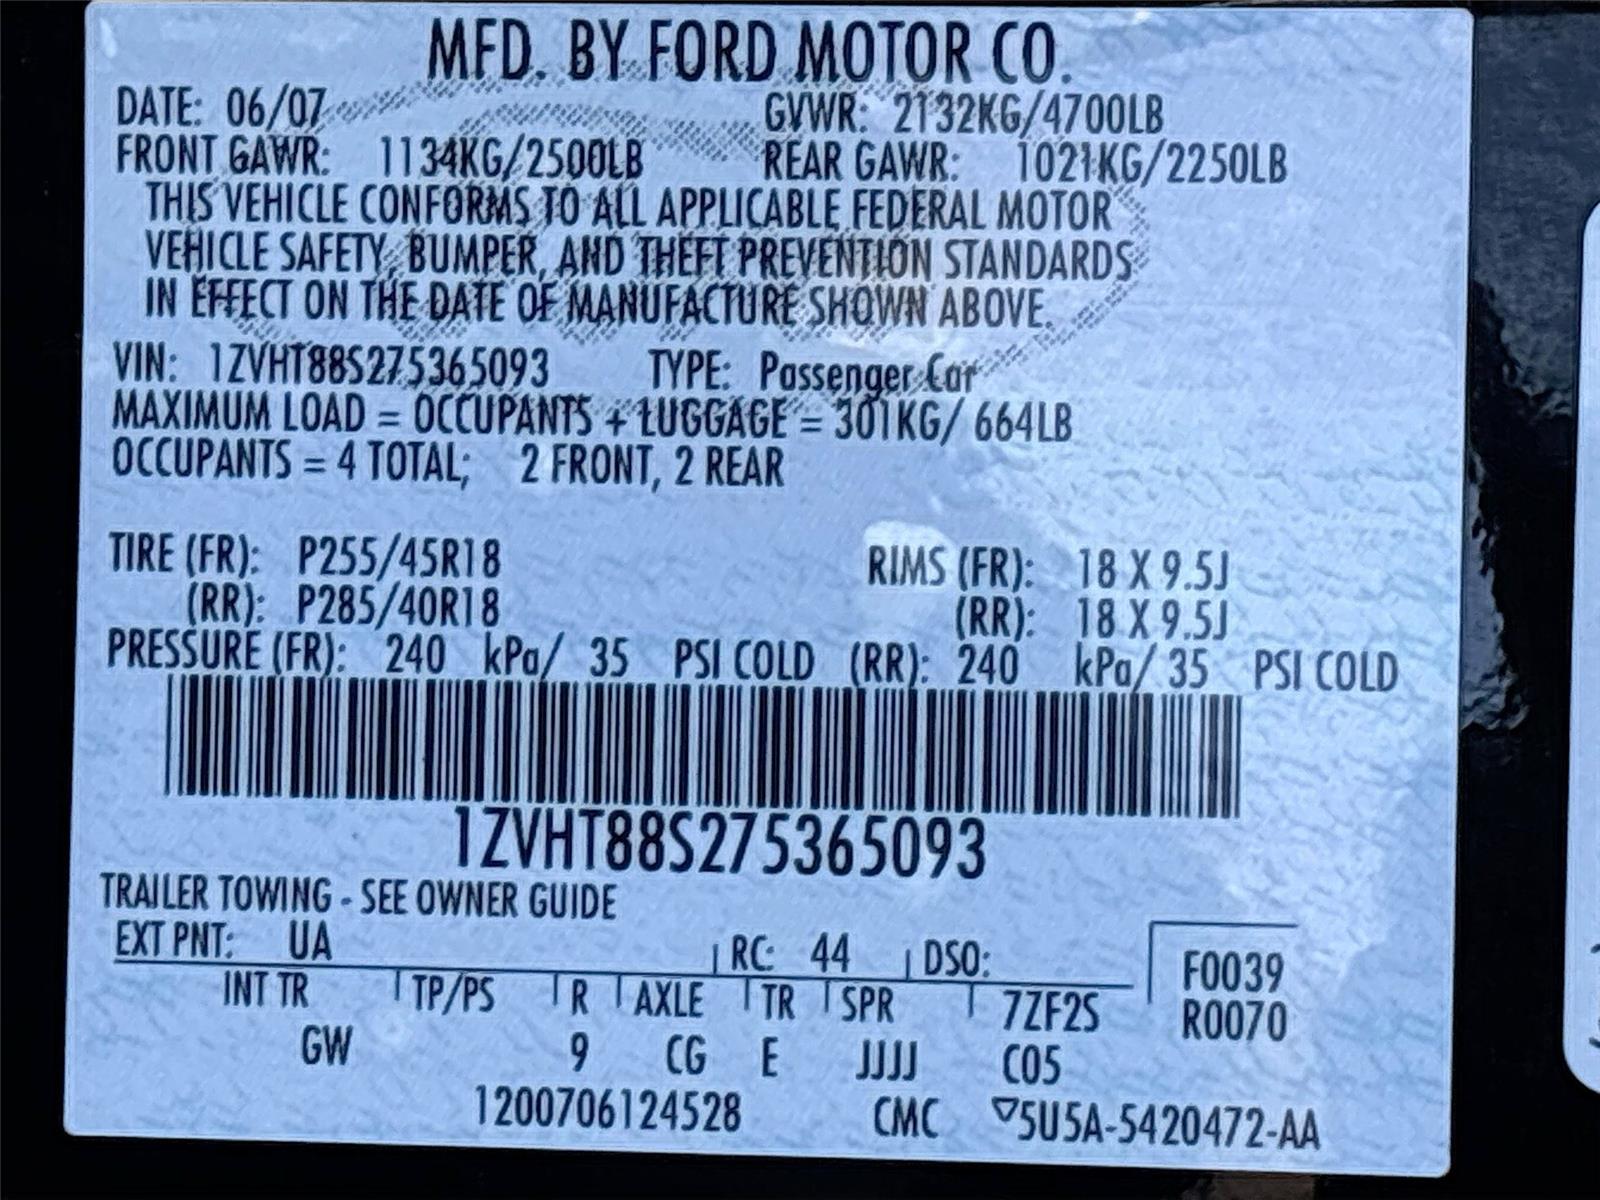 MFD. BY FORD MOTOR CO.
DATE: 06/07 GVWR: 2132KG/4700LB
FRONT GAWR: 1134KG/2500LB REAR GAWR: 1021KG/2250LB
THIS VEHICLE CONFORMS TO ALL APPLICABLE FEDERAL MOTOR
VEHICLE SAFETY, BUMPER, AND THEFT PREVENTION STANDARDS
IN EFFECT ON THE DATE OF MANUFACTURE SHOWN ABOVE.
VIN: 1ZVHT88S275365093 TYPE: Passenger Car
MAXIMUM LOAD = OCCUPANTS + LUGGAGE = 301KG/ 664LB
OCCUPANTS = 4 TOTAL; 2 FRONT, 2 REAR
TIRE (FR): P255/45R18 RIMS (FR): 18 X 9.5J
(RR): P285/40R18 (RR): 18 X 9.5J
PRESSURE (FR): 240 kPa/ 35 PSI COLD (RR): 240 kPa/ 35 PSI COLD
1ZVHT88S275365093
TRAILER TOWING - SEE OWNER GUIDE
EXT PNT: UA RC: 44 DSO: F0039
INT TR TP/PS R AXLE TR SPR 7ZF2S R0070
GW 9 CG E JJJJ C05
1200706124528 CMC ▽5U5A-5420472-AA